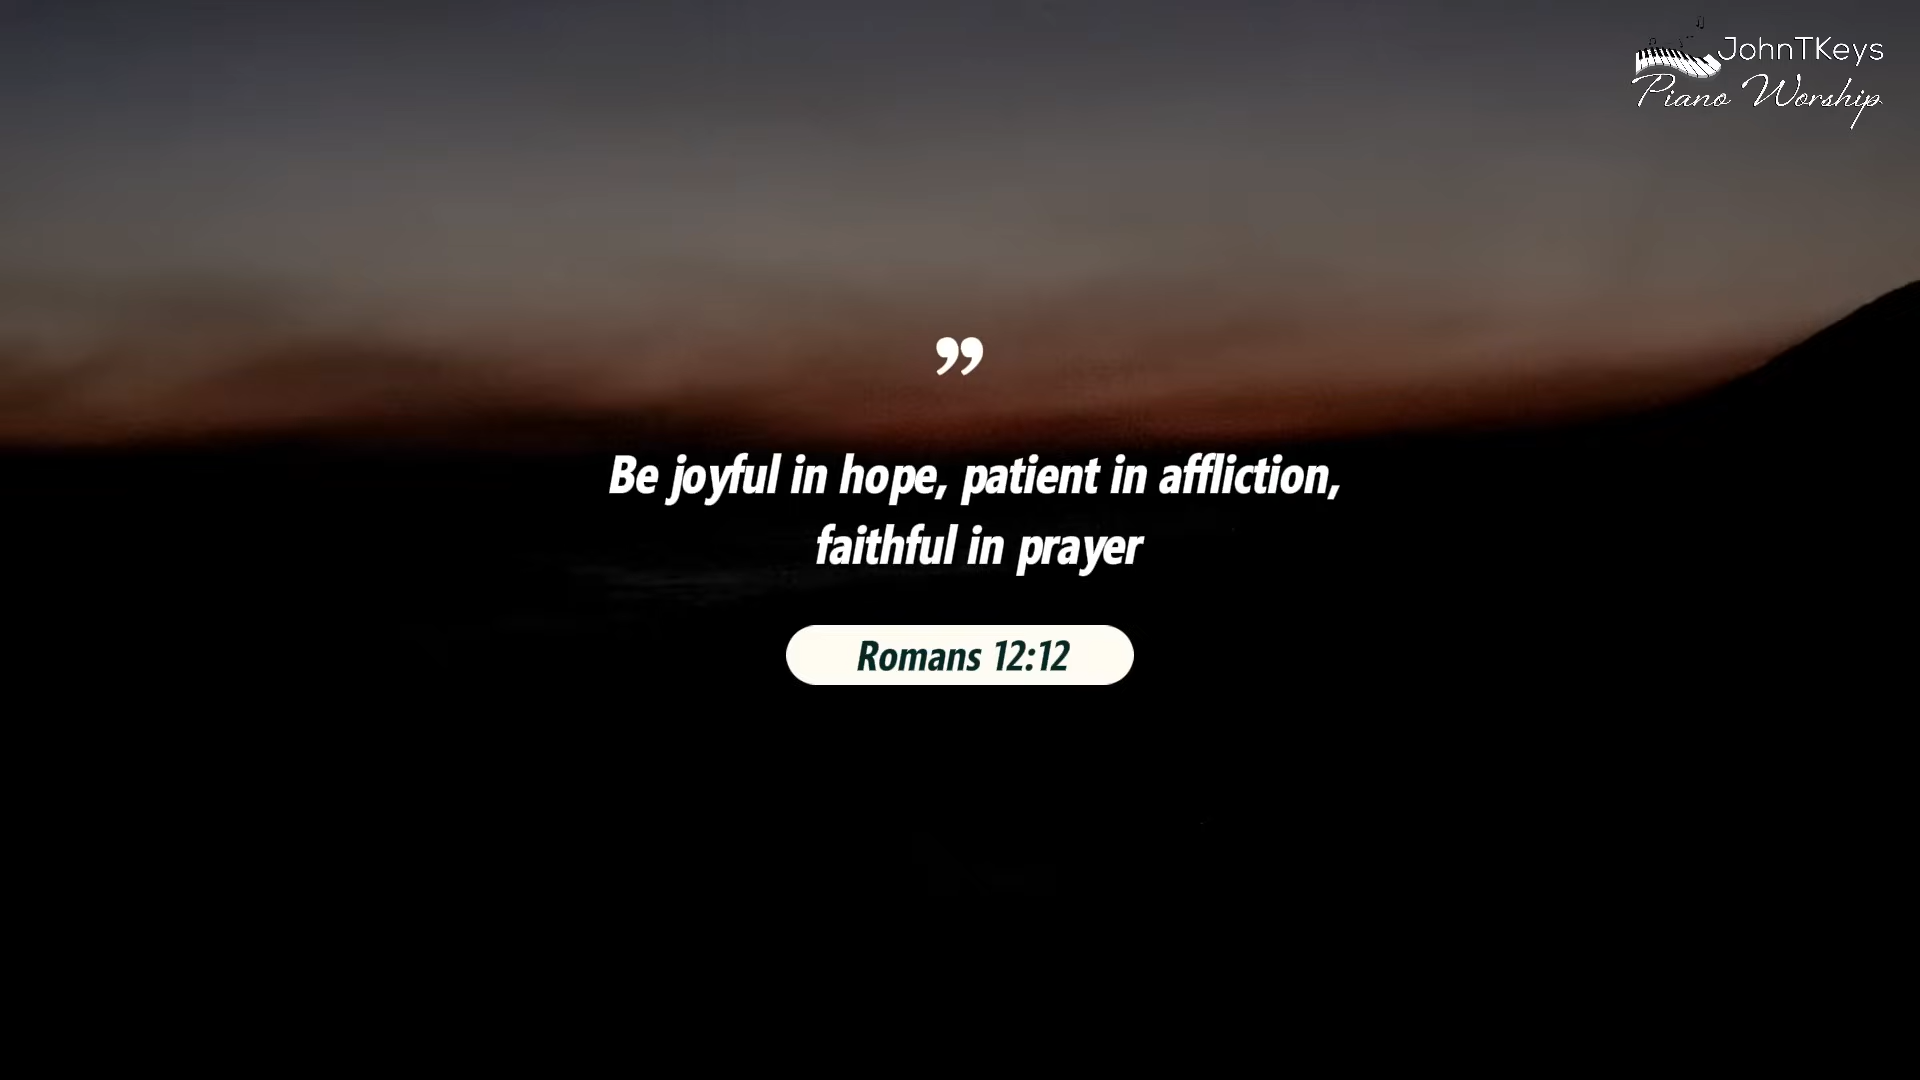 JohnTKeys
Piano Worship
”
Be joyful in hope, patient in affliction,
faithful in prayer
Romans 12:12